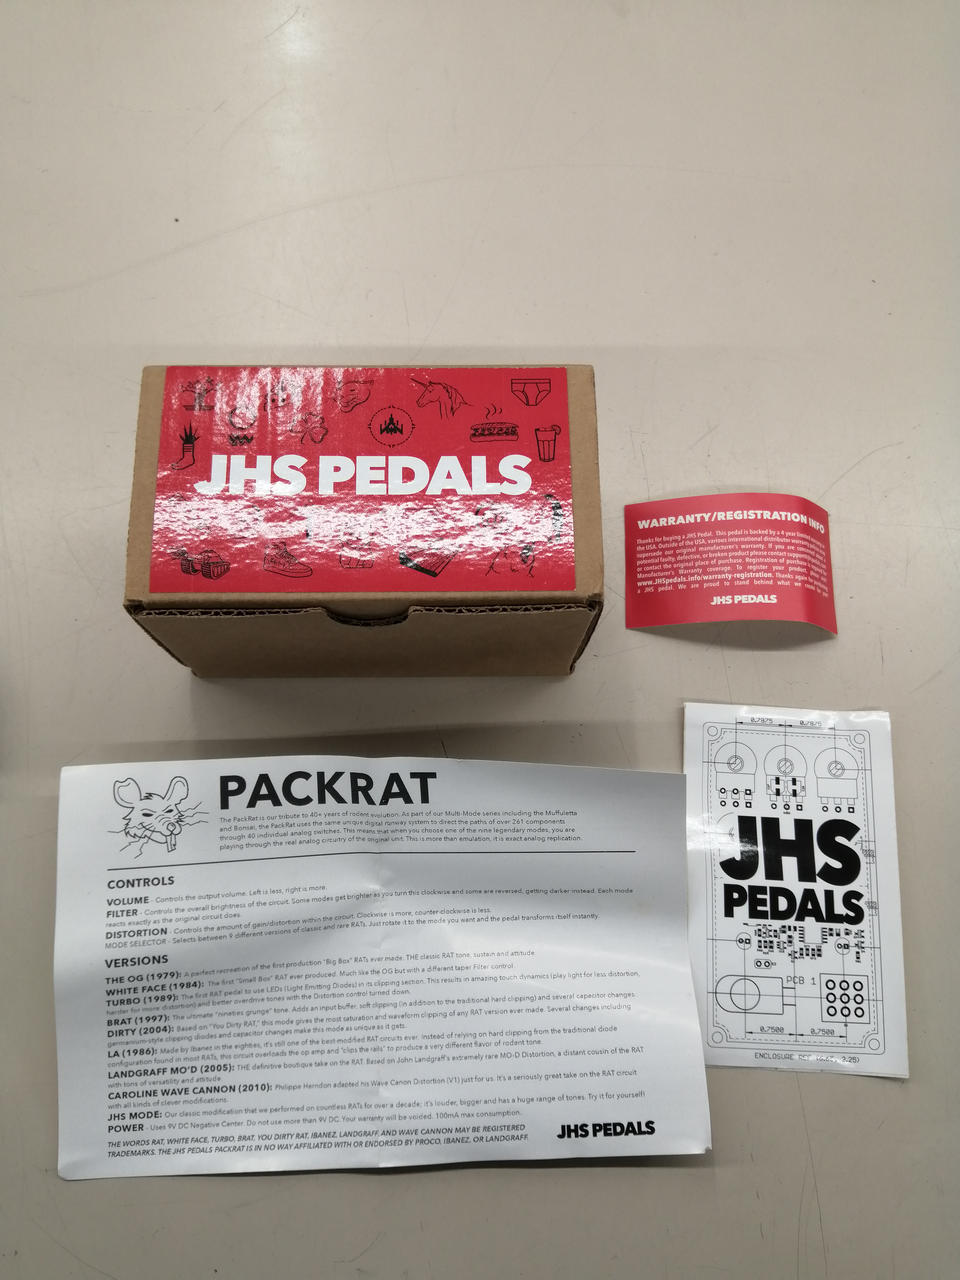 JHS PEDALS
WARRANTY/REGISTRATION INFO
Thanks for buying a JHS Pedal. This pedal is backed by a 4 year limited
the USA. Outside of the USA, various international distributor warranty
supersede our original manufacturer's warranty. If you are
potential faulty, defective, or broken product please contact
or contact the original place of purchase. Registration of purchase is
Manufacturer's Warranty coverage. To register your product, please
www.JHSpedals.info/warranty-registration. Thanks again for
a JHS pedal. We are proud to stand behind what we create for you
JHS PEDALS
PACKRAT
The PackRat is our tribute to 40+ years of rodent evolution. As part of our Multi-Mode series including the Muffuletta
and Bonsai, the PackRat uses the same unique digital runway system to direct the paths of over 261 components
through 40 individual analog switches. This means that when you choose one of the nine legendary modes, you are
playing through the real analog circuitry of the original unit. This is more than emulation, it is exact analog replication.
CONTROLS
VOLUME - Controls the output volume. Left is less, right is more.
FILTER - Controls the overall brightness of the circuit. Some modes get brighter as you turn this clockwise and some are reversed, getting darker instead. Each mode
reacts exactly as the original circuit does.
DISTORTION - Controls the amount of gain/distortion within the circuit. Clockwise is more, counter-clockwise is less.
MODE SELECTOR - Selects between 9 different versions of classic and rare RATs. Just rotate it to the mode you want and the pedal transforms itself instantly.
VERSIONS
THE OG (1979): A perfect recreation of the first production "Big Box" RATs ever made. THE classic RAT tone, sustain and attitude.
WHITE FACE (1984): The first "Small Box" RAT ever produced. Much like the OG but with a different taper Filter control.
TURBO (1989): The first RAT pedal to use LEDs (Light Emitting Diodes) in its clipping section. This results in amazing touch dynamics (play light for less distortion,
harder for more distortion) and better overdrive tones with the Distortion control turned down.
BRAT (1997): The ultimate "nineties grunge" tone. Adds an input buffer, soft clipping (in addition to the traditional hard clipping) and several capacitor changes.
DIRTY (2004): Based on "You Dirty RAT," this mode gives the most saturation and waveform clipping of any RAT version ever made. Several changes including
germanium-style clipping diodes and capacitor changes make this mode as unique as it gets.
LA (1986): Made by Ibanez in the eighties, it's still one of the best-modified RAT circuits ever. Instead of relying on hard clipping from the traditional diode
configuration found in most RATs, this circuit overloads the op amp and "clips the rails" to produce a very different flavor of rodent tone.
LANDGRAFF MO'D (2005): THE definitive boutique take on the RAT. Based on John Landgraff's extremely rare MO-D Distortion, a distant cousin of the RAT
with tons of versatility and attitude.
CAROLINE WAVE CANNON (2010): Philippe Herndon adapted his Wave Canon Distortion (V1) just for us. It's a seriously great take on the RAT circuit
with all kinds of clever modifications.
JHS MODE: Our classic modification that we performed on countless RATs for over a decade; it's louder, bigger and has a huge range of tones. Try it for yourself!
POWER - Uses 9V DC Negative Center. Do not use more than 9V DC. Your warranty will be voided. 100mA max consumption.
THE WORDS RAT, WHITE FACE, TURBO, BRAT, YOU DIRTY RAT, IBANEZ, LANDGRAFF, AND WAVE CANNON MAY BE REGISTERED
TRADEMARKS. THE JHS PEDALS PACKRAT IS IN NO WAY AFFILIATED WITH OR ENDORSED BY PROCO, IBANEZ, OR LANDGRAFF.
JHS PEDALS
0.7875 0.7875
JHS
PEDALS
PCB 1
0.7500 0.7500
ENCLOSURE